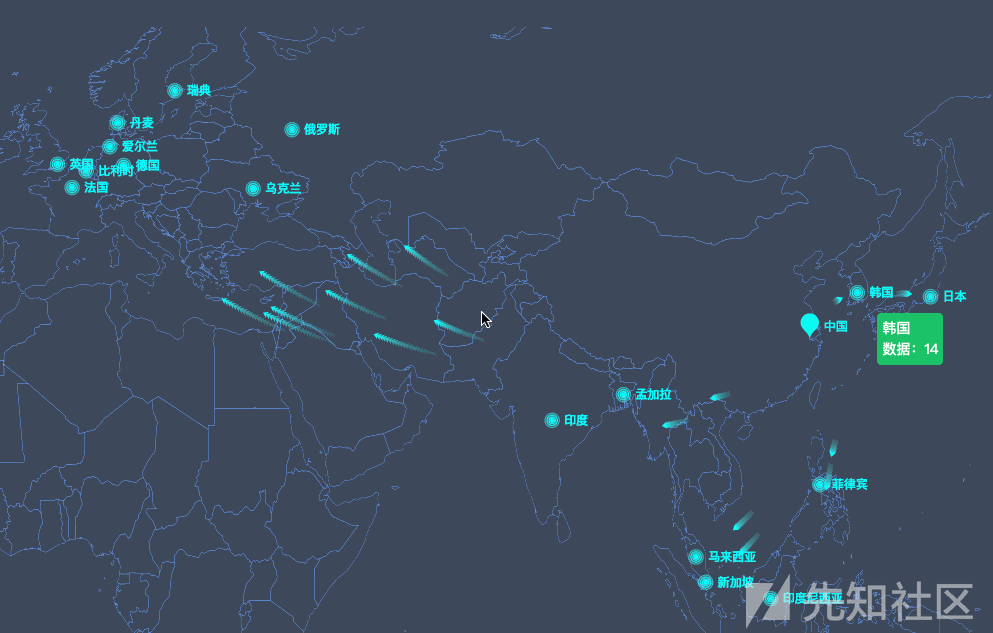 瑞典
丹麦
俄罗斯
爱尔兰
英国
比利时
德国
法国
乌克兰
韩国
日本
中国
韩国
数据：14
孟加拉
印度
菲律宾
马来西亚
新加坡
印度尼西亚
先知社区